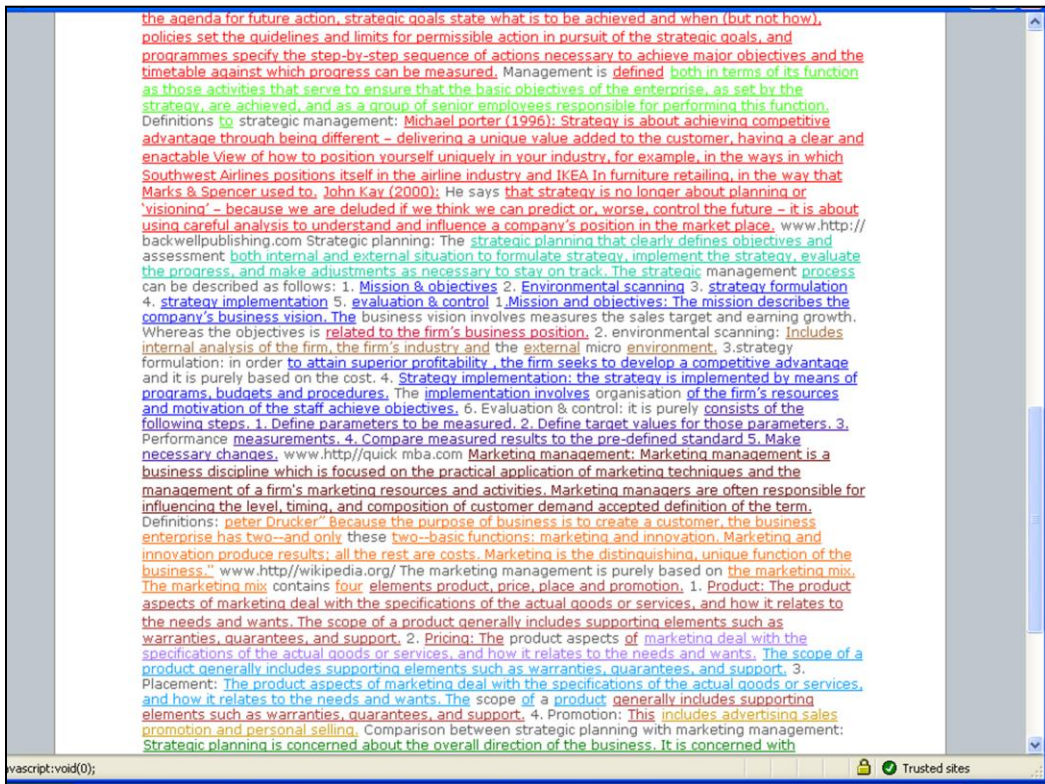 the agenda for future action, strategic goals state what is to be achieved and when (but not how),
policies set the guidelines and limits for permissible action in pursuit of the strategic goals, and
programmes specify the step-by-step sequence of actions necessary to achieve major objectives and the
timetable against which progress can be measured. Management is defined both in terms of its function
as those activities that serve to ensure that the basic objectives of the enterprise, as set by the
strategy, are achieved, and as a group of senior employees responsible for performing this function.
Definitions to strategic management: Michael porter (1996): Strategy is about achieving competitive
advantage through being different – delivering a unique value added to the customer, having a clear and
enactable View of how to position yourself uniquely in your industry, for example, in the ways in which
Southwest Airlines positions itself in the airline industry and IKEA In furniture retailing, in the way that
Marks & Spencer used to. John Kay (2000): He says that strategy is no longer about planning or
‘visioning’ – because we are deluded if we think we can predict or, worse, control the future – it is about
using careful analysis to understand and influence a company’s position in the market place. www.http://
backwellpublishing.com Strategic planning: The strategic planning that clearly defines objectives and
assessment both internal and external situation to formulate strategy, implement the strategy, evaluate
the progress, and make adjustments as necessary to stay on track. The strategic management process
can be described as follows: 1. Mission & objectives 2. Environmental scanning 3. strategy formulation
4. strategy implementation 5. evaluation & control 1.Mission and objectives: The mission describes the
company’s business vision. The business vision involves measures the sales target and earning growth.
Whereas the objectives is related to the firm’s business position. 2. environmental scanning: Includes
internal analysis of the firm, the firm’s industry and the external micro environment. 3.strategy
formulation: in order to attain superior profitability , the firm seeks to develop a competitive advantage
and it is purely based on the cost. 4. Strategy implementation: the strategy is implemented by means of
programs, budgets and procedures. The implementation involves organisation of the firm’s resources
and motivation of the staff achieve objectives. 6. Evaluation & control: it is purely consists of the
following steps. 1. Define parameters to be measured. 2. Define target values for those parameters. 3.
Performance measurements. 4. Compare measured results to the pre-defined standard 5. Make
necessary changes. www.http//quick mba.com Marketing management: Marketing management is a
business discipline which is focused on the practical application of marketing techniques and the
management of a firm's marketing resources and activities. Marketing managers are often responsible for
influencing the level, timing, and composition of customer demand accepted definition of the term.
Definitions: peter Drucker” Because the purpose of business is to create a customer, the business
enterprise has two--and only these two--basic functions: marketing and innovation. Marketing and
innovation produce results; all the rest are costs. Marketing is the distinguishing, unique function of the
business." www.http//wikipedia.org/ The marketing management is purely based on the marketing mix.
The marketing mix contains four elements product, price, place and promotion. 1. Product: The product
aspects of marketing deal with the specifications of the actual goods or services, and how it relates to
the needs and wants. The scope of a product generally includes supporting elements such as
warranties, guarantees, and support. 2. Pricing: The product aspects of marketing deal with the
specifications of the actual goods or services, and how it relates to the needs and wants. The scope of a
product generally includes supporting elements such as warranties, guarantees, and support. 3.
Placement: The product aspects of marketing deal with the specifications of the actual goods or services,
and how it relates to the needs and wants. The scope of a product generally includes supporting
elements such as warranties, guarantees, and support. 4. Promotion: This includes advertising sales
promotion and personal selling. Comparison between strategic planning with marketing management:
Strategic planning is concerned about the overall direction of the business. It is concerned with
vascript:void(0);
Trusted sites